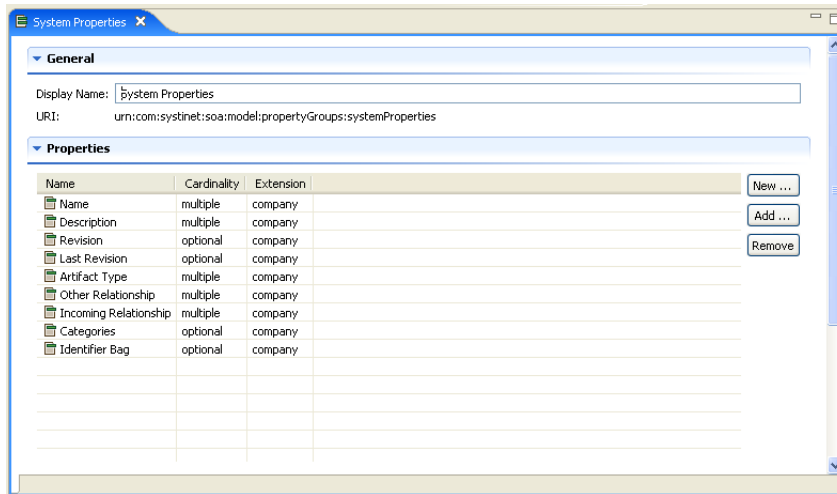 System Properties
General
Display Name: System Properties
URI: urn:com:systinet:soa:model:propertyGroups:systemProperties
Properties
Name Cardinality Extension
Name multiple company
Description multiple company
Revision optional company
Last Revision optional company
Artifact Type multiple company
Other Relationship multiple company
Incoming Relationship multiple company
Categories optional company
Identifier Bag optional company
New ...
Add ...
Remove